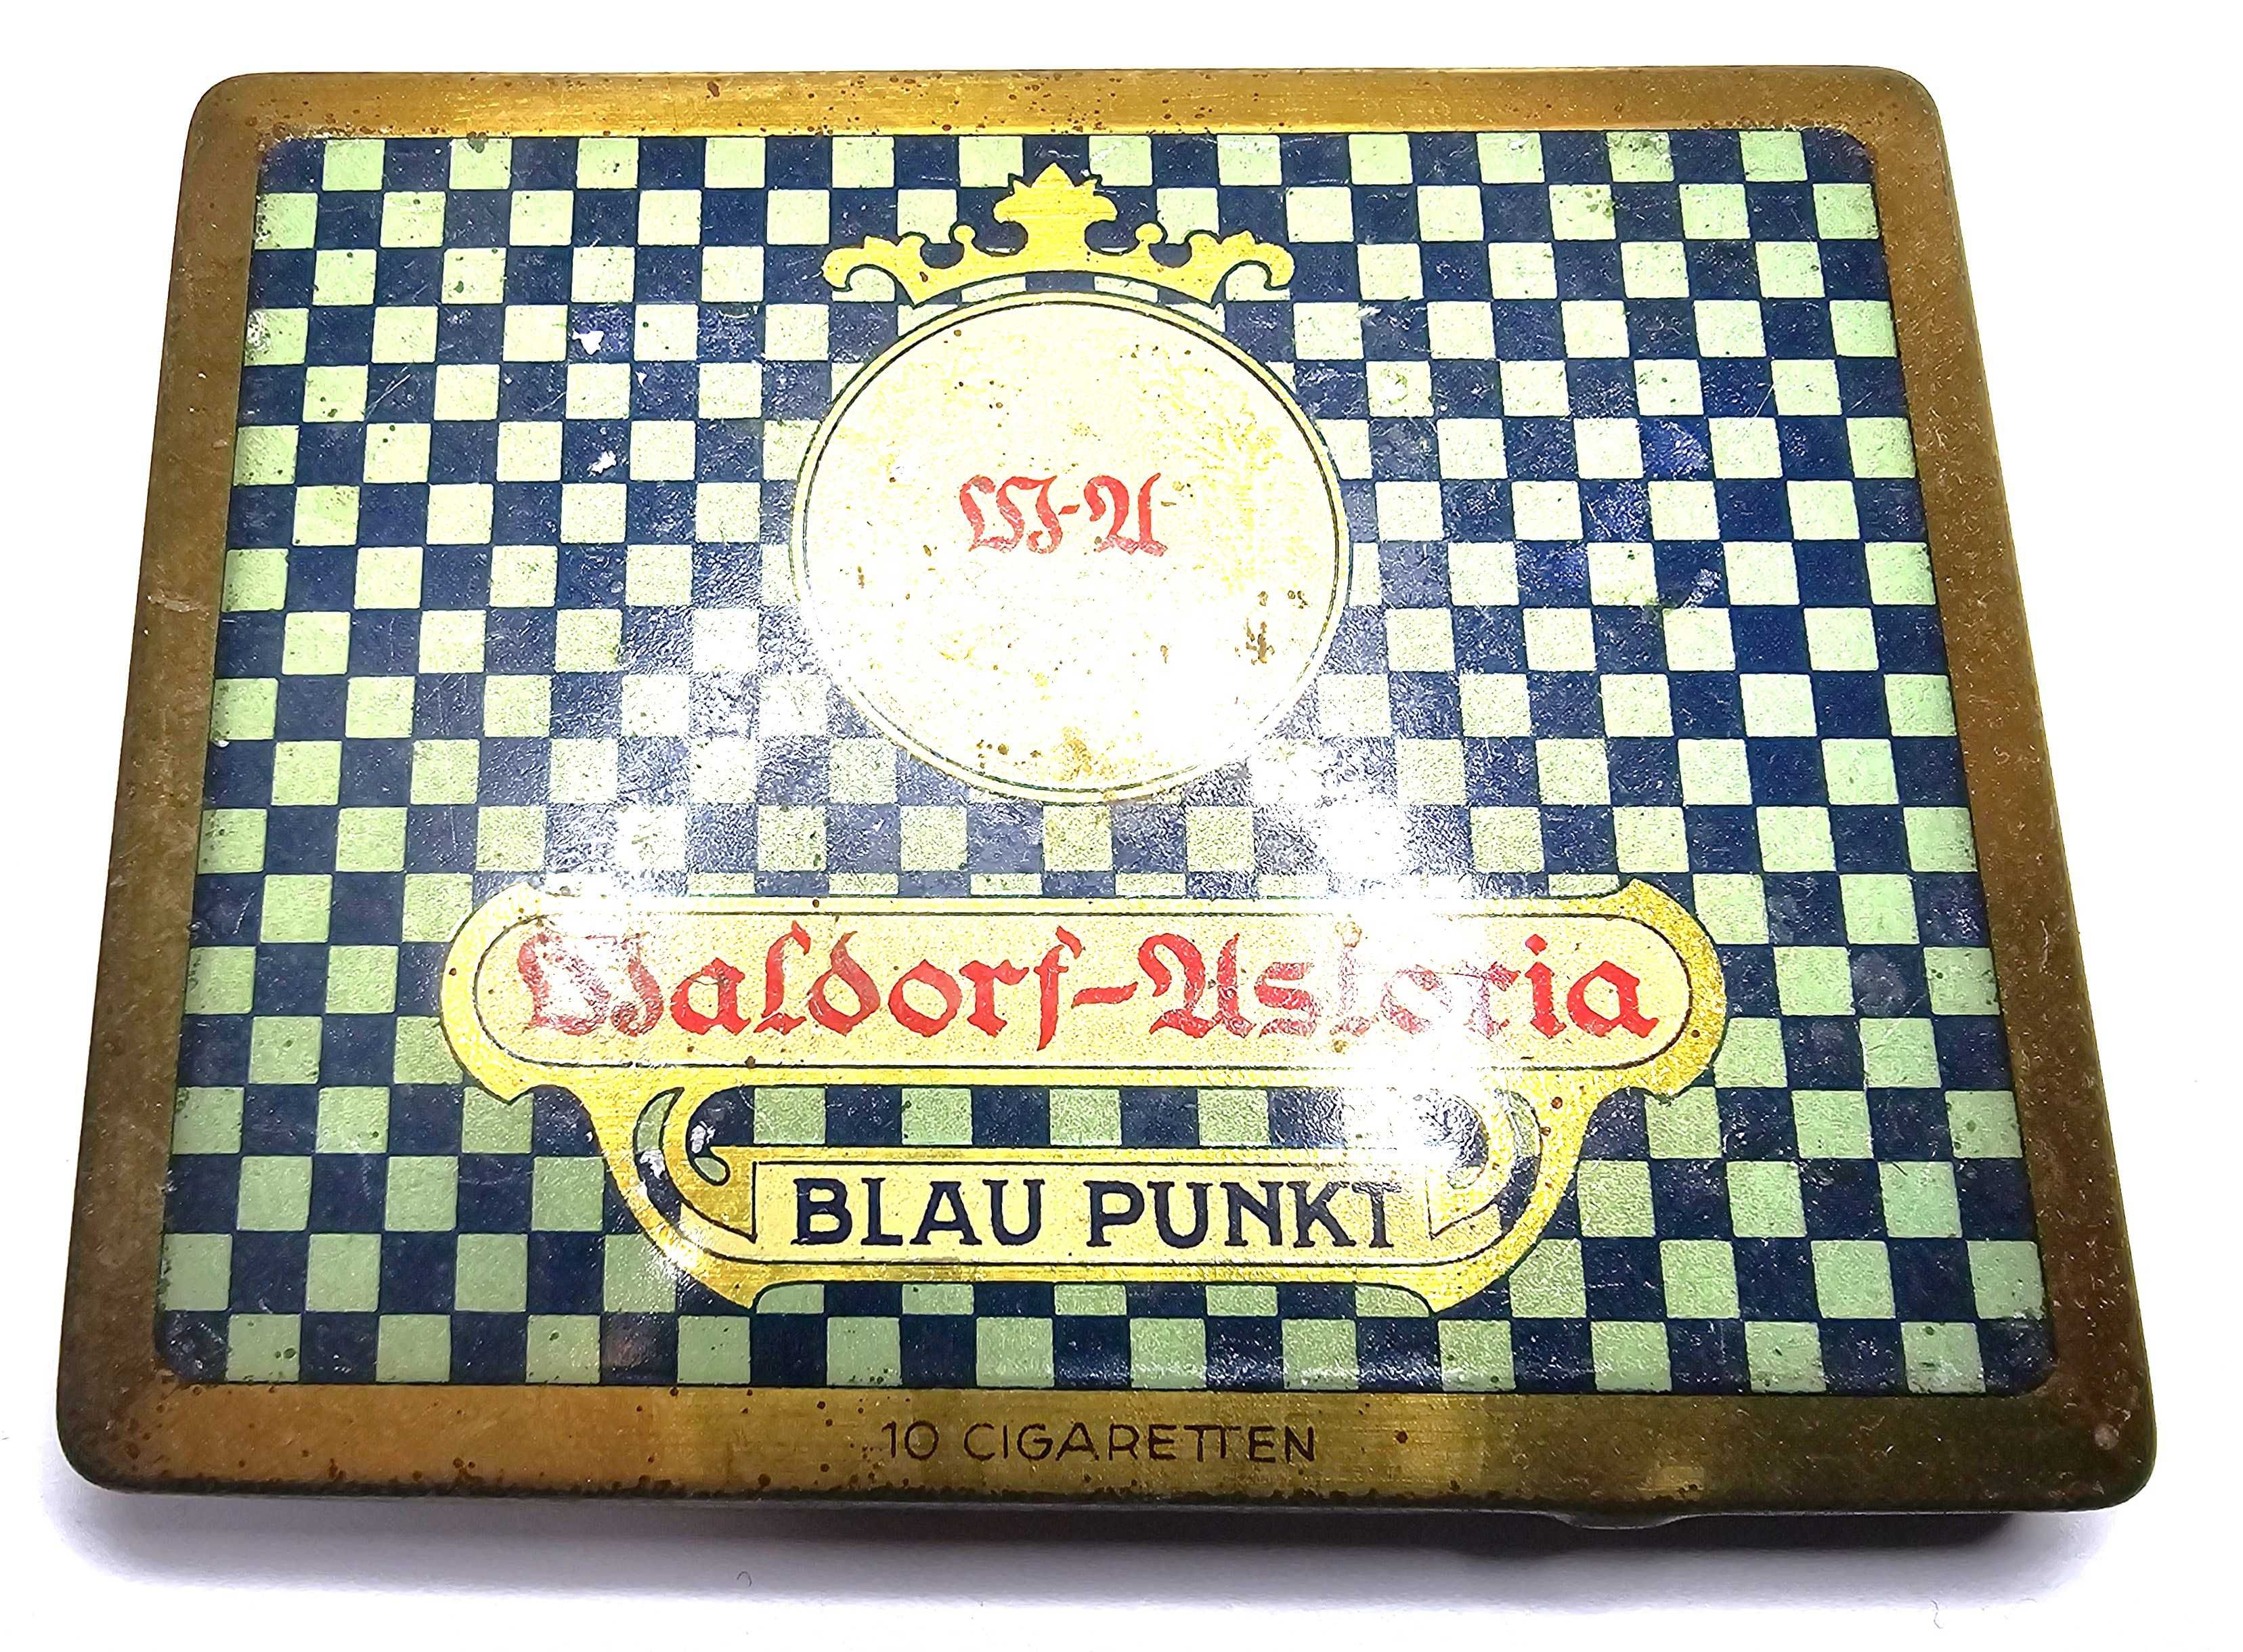 W-A
Waldorf-Astoria
BLAU PUNKT
10 CIGARETTEN